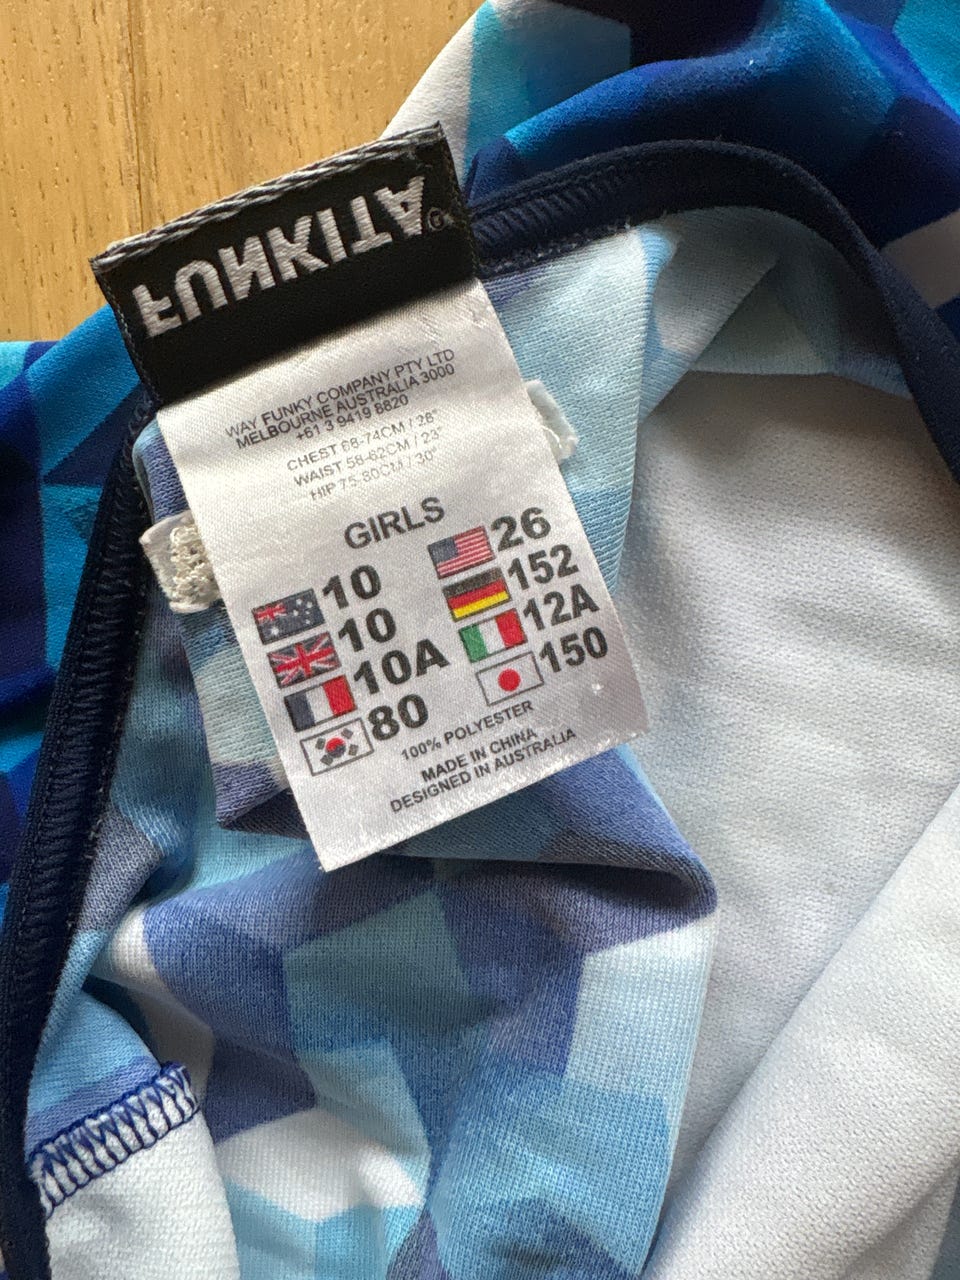 FUNKITA®
WAY FUNKY COMPANY PTY LTD
MELBOURNE AUSTRALIA 3000
+61 3 9419 6820
CHEST 68-74CM / 28"
WAIST 58-62CM / 23"
HIP 75-80CM / 30"
GIRLS
10 26
10 152
10A 12A
80 150
100% POLYESTER
MADE IN CHINA
DESIGNED IN AUSTRALIA